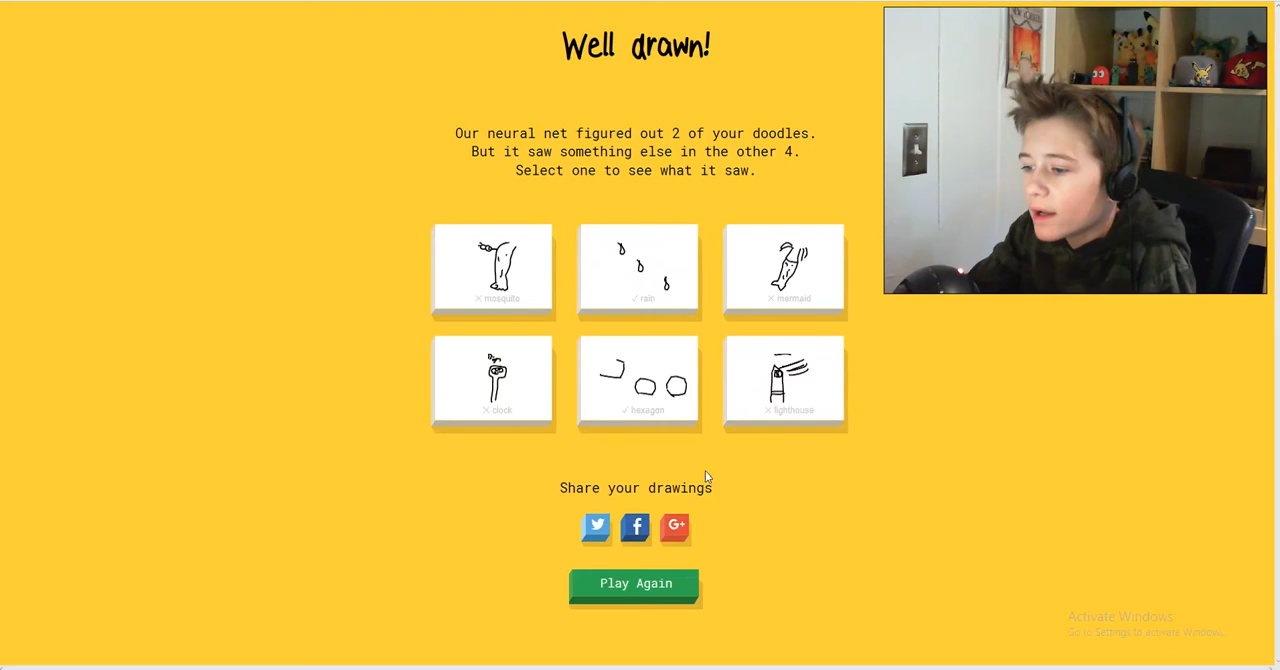 Well drawn!
Our neural net figured out 2 of your doodles.
But it saw something else in the other 4.
Select one to see what it saw.
× mosquito
✓ rain
× mermaid
× clock
✓ hexagon
× lighthouse
Share your drawings
f
G+
Play Again
Activate Windows
Go to Settings to activate Windows.